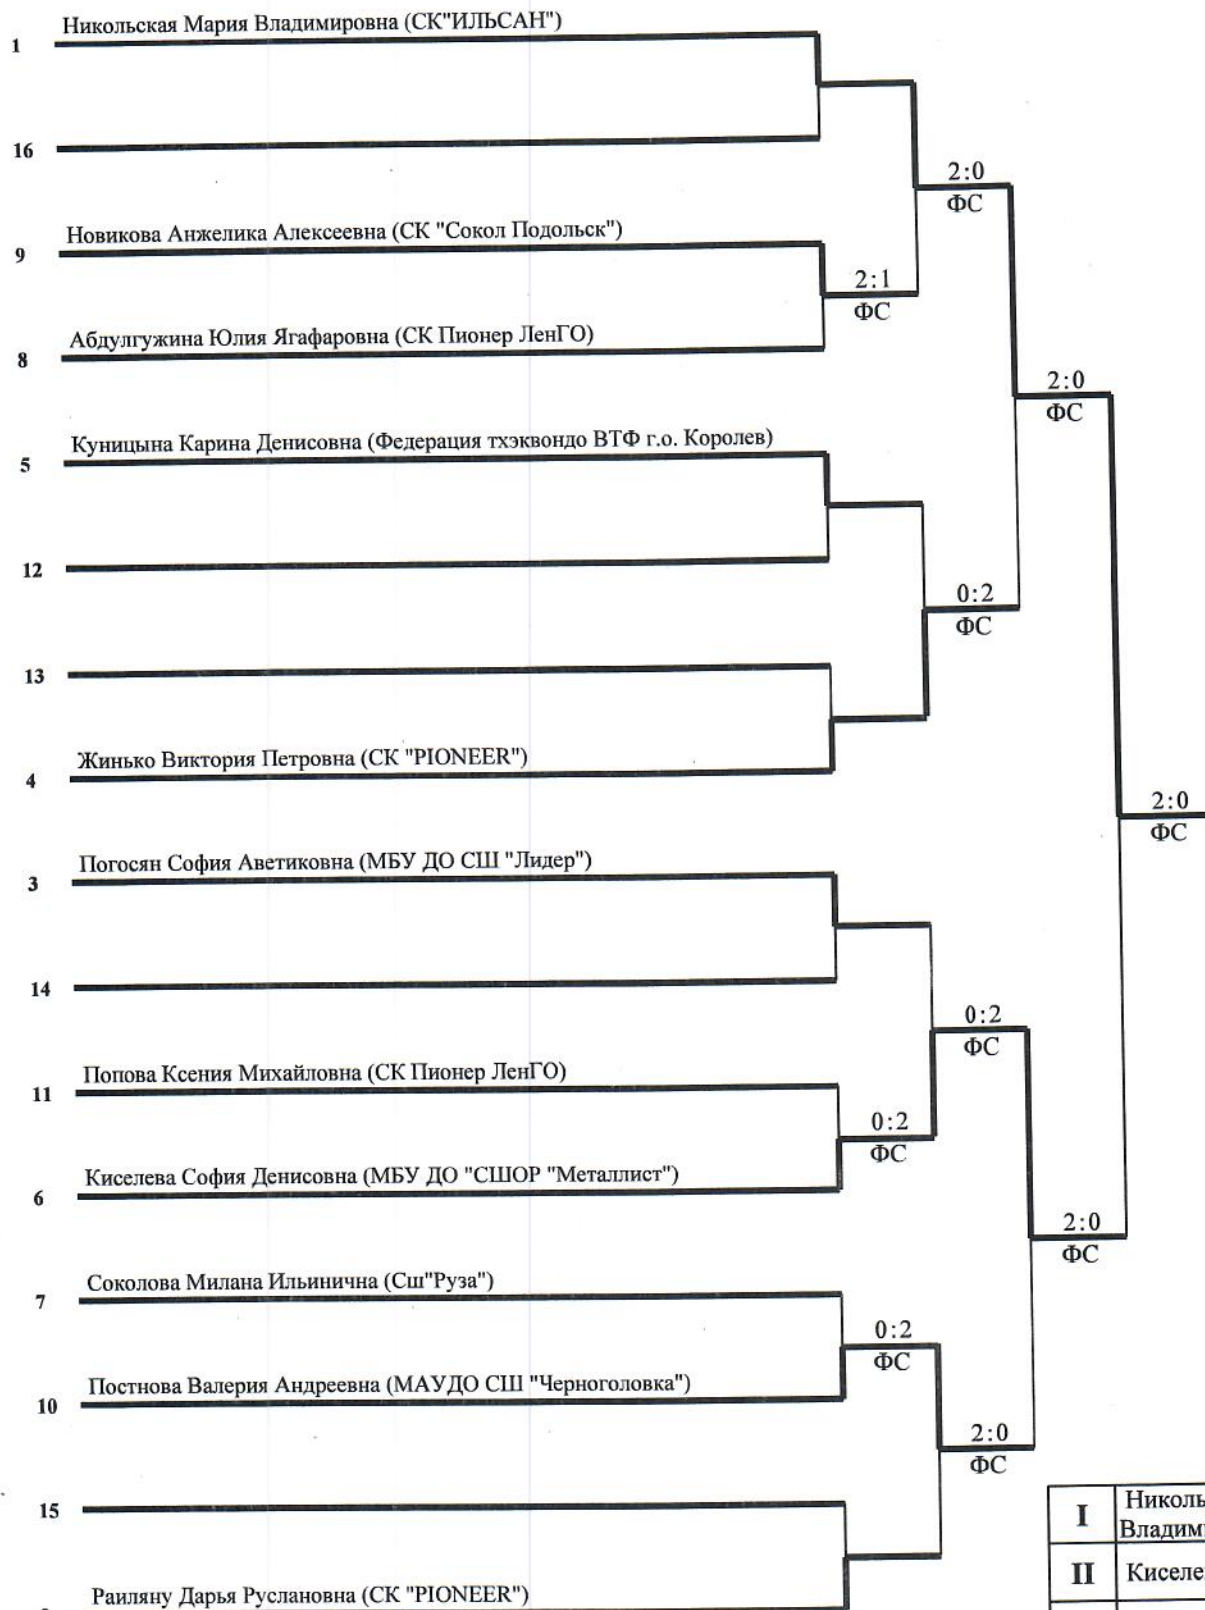 Никольская Мария Владимировна (СК"ИЛЬСАН")
1
16
2:0
ФС
Новикова Анжелика Алексеевна (СК "Сокол Подольск")
9
2:1
ФС
Абдулгужина Юлия Ягафаровна (СК Пионер ЛенГО)
8
2:0
ФС
Куницына Карина Денисовна (Федерация тхэквондо ВТФ г.о. Королев)
5
12
0:2
ФС
13
Жинько Виктория Петровна (СК "PIONEER")
4
2:0
ФС
Погосян София Аветиковна (МБУ ДО СШ "Лидер")
3
14
0:2
ФС
Попова Ксения Михайловна (СК Пионер ЛенГО)
11
0:2
ФС
Киселева София Денисовна (МБУ ДО "СШОР "Металлист")
6
2:0
ФС
Соколова Милана Ильинична (Сш"Руза")
7
0:2
ФС
Постнова Валерия Андреевна (МАУДО СШ "Черноголовка")
10
2:0
ФС
15
I Николь
Владим
II Киселе
Раиляну Дарья Руслановна (СК "PIONEER")